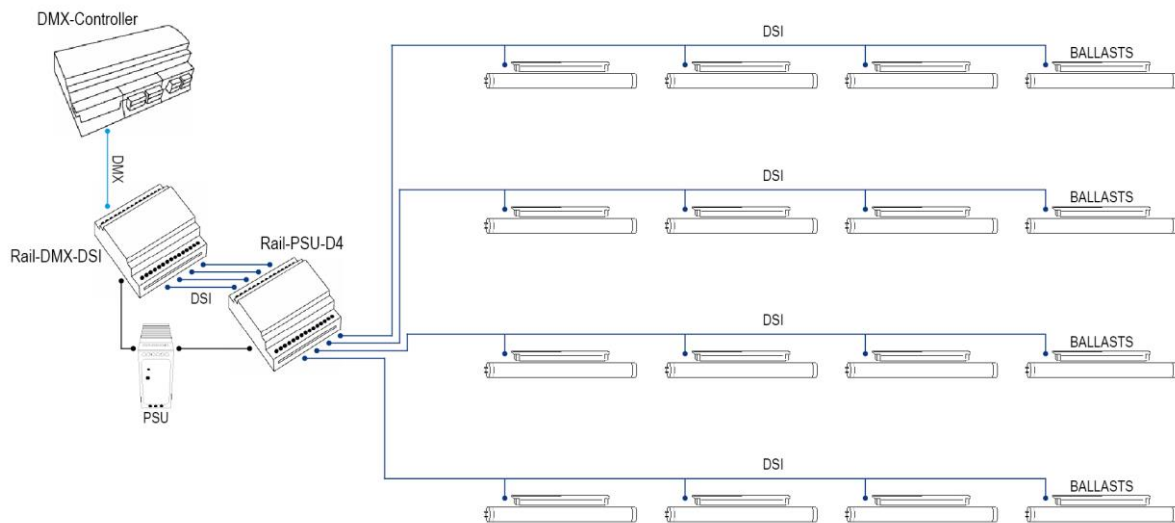 DMX-Controller
DMX
Rail-DMX-DSI
DSI
Rail-PSU-D4
PSU
DSI
BALLASTS
DSI
BALLASTS
DSI
BALLASTS
DSI
BALLASTS